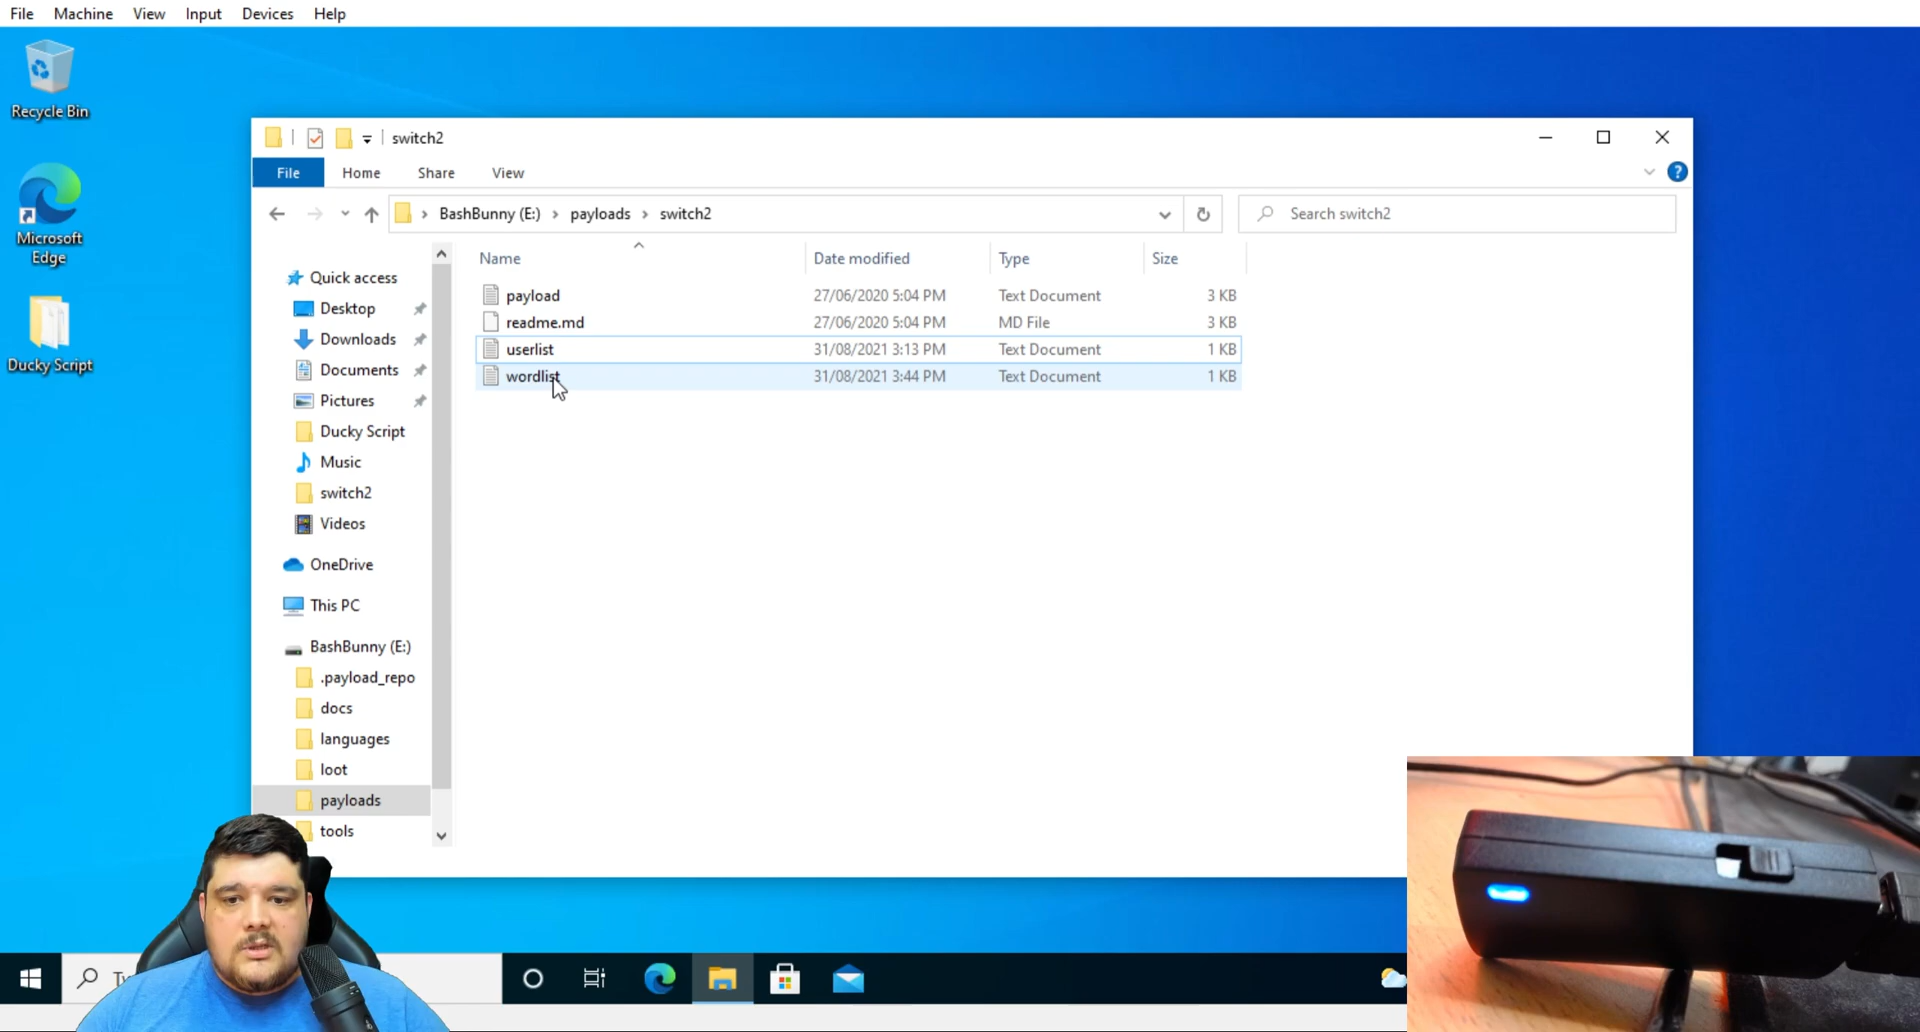 File Machine View Input Devices Help
Recycle Bin
Microsoft
Edge
Ducky Script
switch2
File Home Share View
BashBunny (E:) payloads switch2
Search switch2
Name Date modified Type Size
payload 27/06/2020 5:04 PM Text Document 3 KB
readme.md 27/06/2020 5:04 PM MD File 3 KB
userlist 31/08/2021 3:13 PM Text Document 1 KB
wordlist 31/08/2021 3:44 PM Text Document 1 KB
Quick access
Desktop
Downloads
Documents
Pictures
Ducky Script
Music
switch2
Videos
OneDrive
This PC
BashBunny (E:)
.payload_repo
docs
languages
loot
payloads
tools